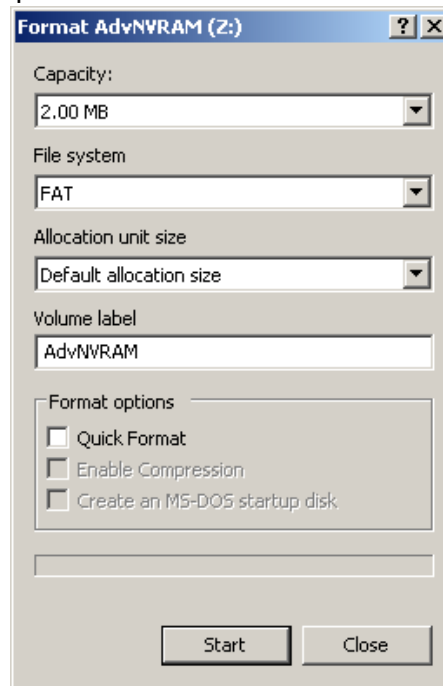 Format AdvNVRAM (Z:)
Capacity:
2.00 MB
File system
FAT
Allocation unit size
Default allocation size
Volume label
AdvNVRAM
Format options
Quick Format
Enable Compression
Create an MS-DOS startup disk
Start Close